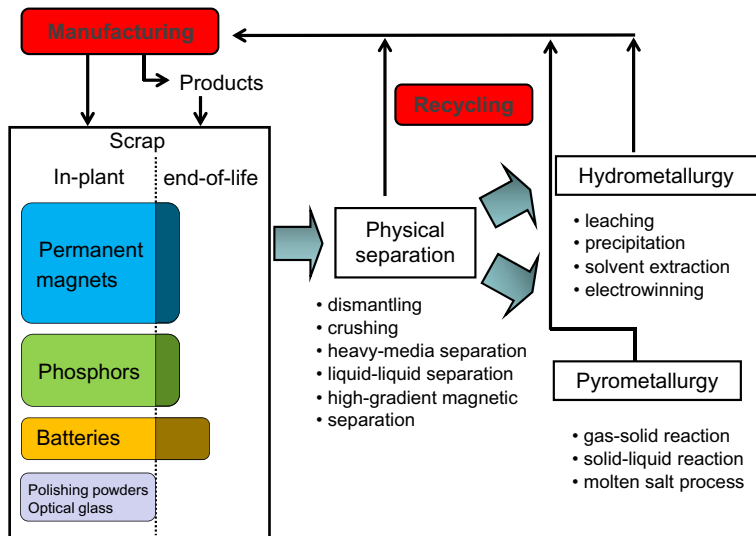 Manufacturing
Products
Recycling
Scrap
In-plant
end-of-life
Permanent
magnets
Phosphors
Batteries
Polishing powders
Optical glass
Physical
separation
• dismantling
• crushing
• heavy-media separation
• liquid-liquid separation
• high-gradient magnetic
• separation
Hydrometallurgy
• leaching
• precipitation
• solvent extraction
• electrowinning
Pyrometallurgy
• gas-solid reaction
• solid-liquid reaction
• molten salt process